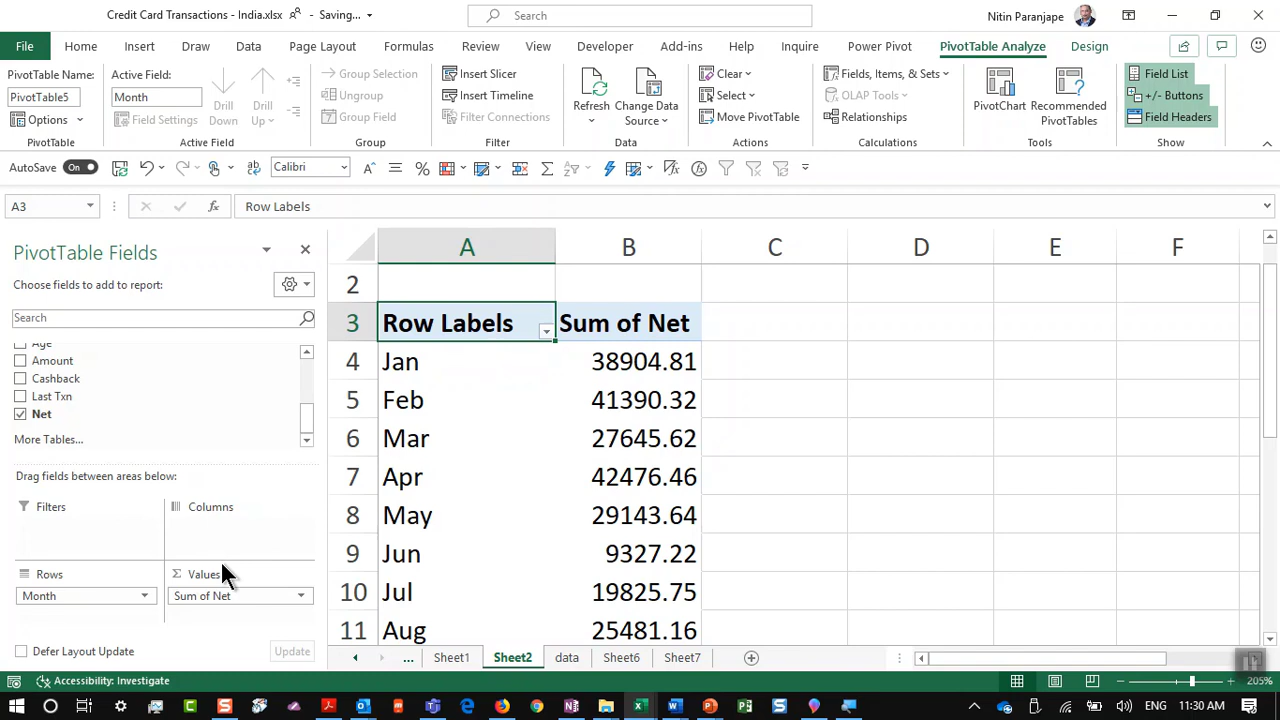 Credit Card Transactions - India.xlsx Saving...
Search
Nitin Paranjape
File Home Insert Draw Data Page Layout Formulas Review View Developer Add-ins Help Inquire Power Pivot PivotTable Analyze Design
PivotTable Name:
PivotTable5
Options
PivotTable
Active Field:
Month
Field Settings
Drill Down
Drill Up
Active Field
Group Selection
Ungroup
Group Field
Group
Insert Slicer
Insert Timeline
Filter Connections
Filter
Refresh
Change Data Source
Data
Clear
Select
Move PivotTable
Actions
Fields, Items, & Sets
OLAP Tools
Relationships
Calculations
PivotChart
Recommended PivotTables
Tools
Field List
+/- Buttons
Field Headers
Show
AutoSave On
Calibri
A3
Row Labels
PivotTable Fields
Choose fields to add to report:
Search
Age
Amount
Cashback
Last Txn
Net
More Tables...
Drag fields between areas below:
Filters
Columns
Rows
Values
Month
Sum of Net
Defer Layout Update
Update
A B C D E F
2
3 Row Labels Sum of Net
4 Jan 38904.81
5 Feb 41390.32
6 Mar 27645.62
7 Apr 42476.46
8 May 29143.64
9 Jun 9327.22
10 Jul 19825.75
11 Aug 25481.16
... Sheet1 Sheet2 data Sheet6 Sheet7
Accessibility: Investigate
205%
ENG 11:30 AM